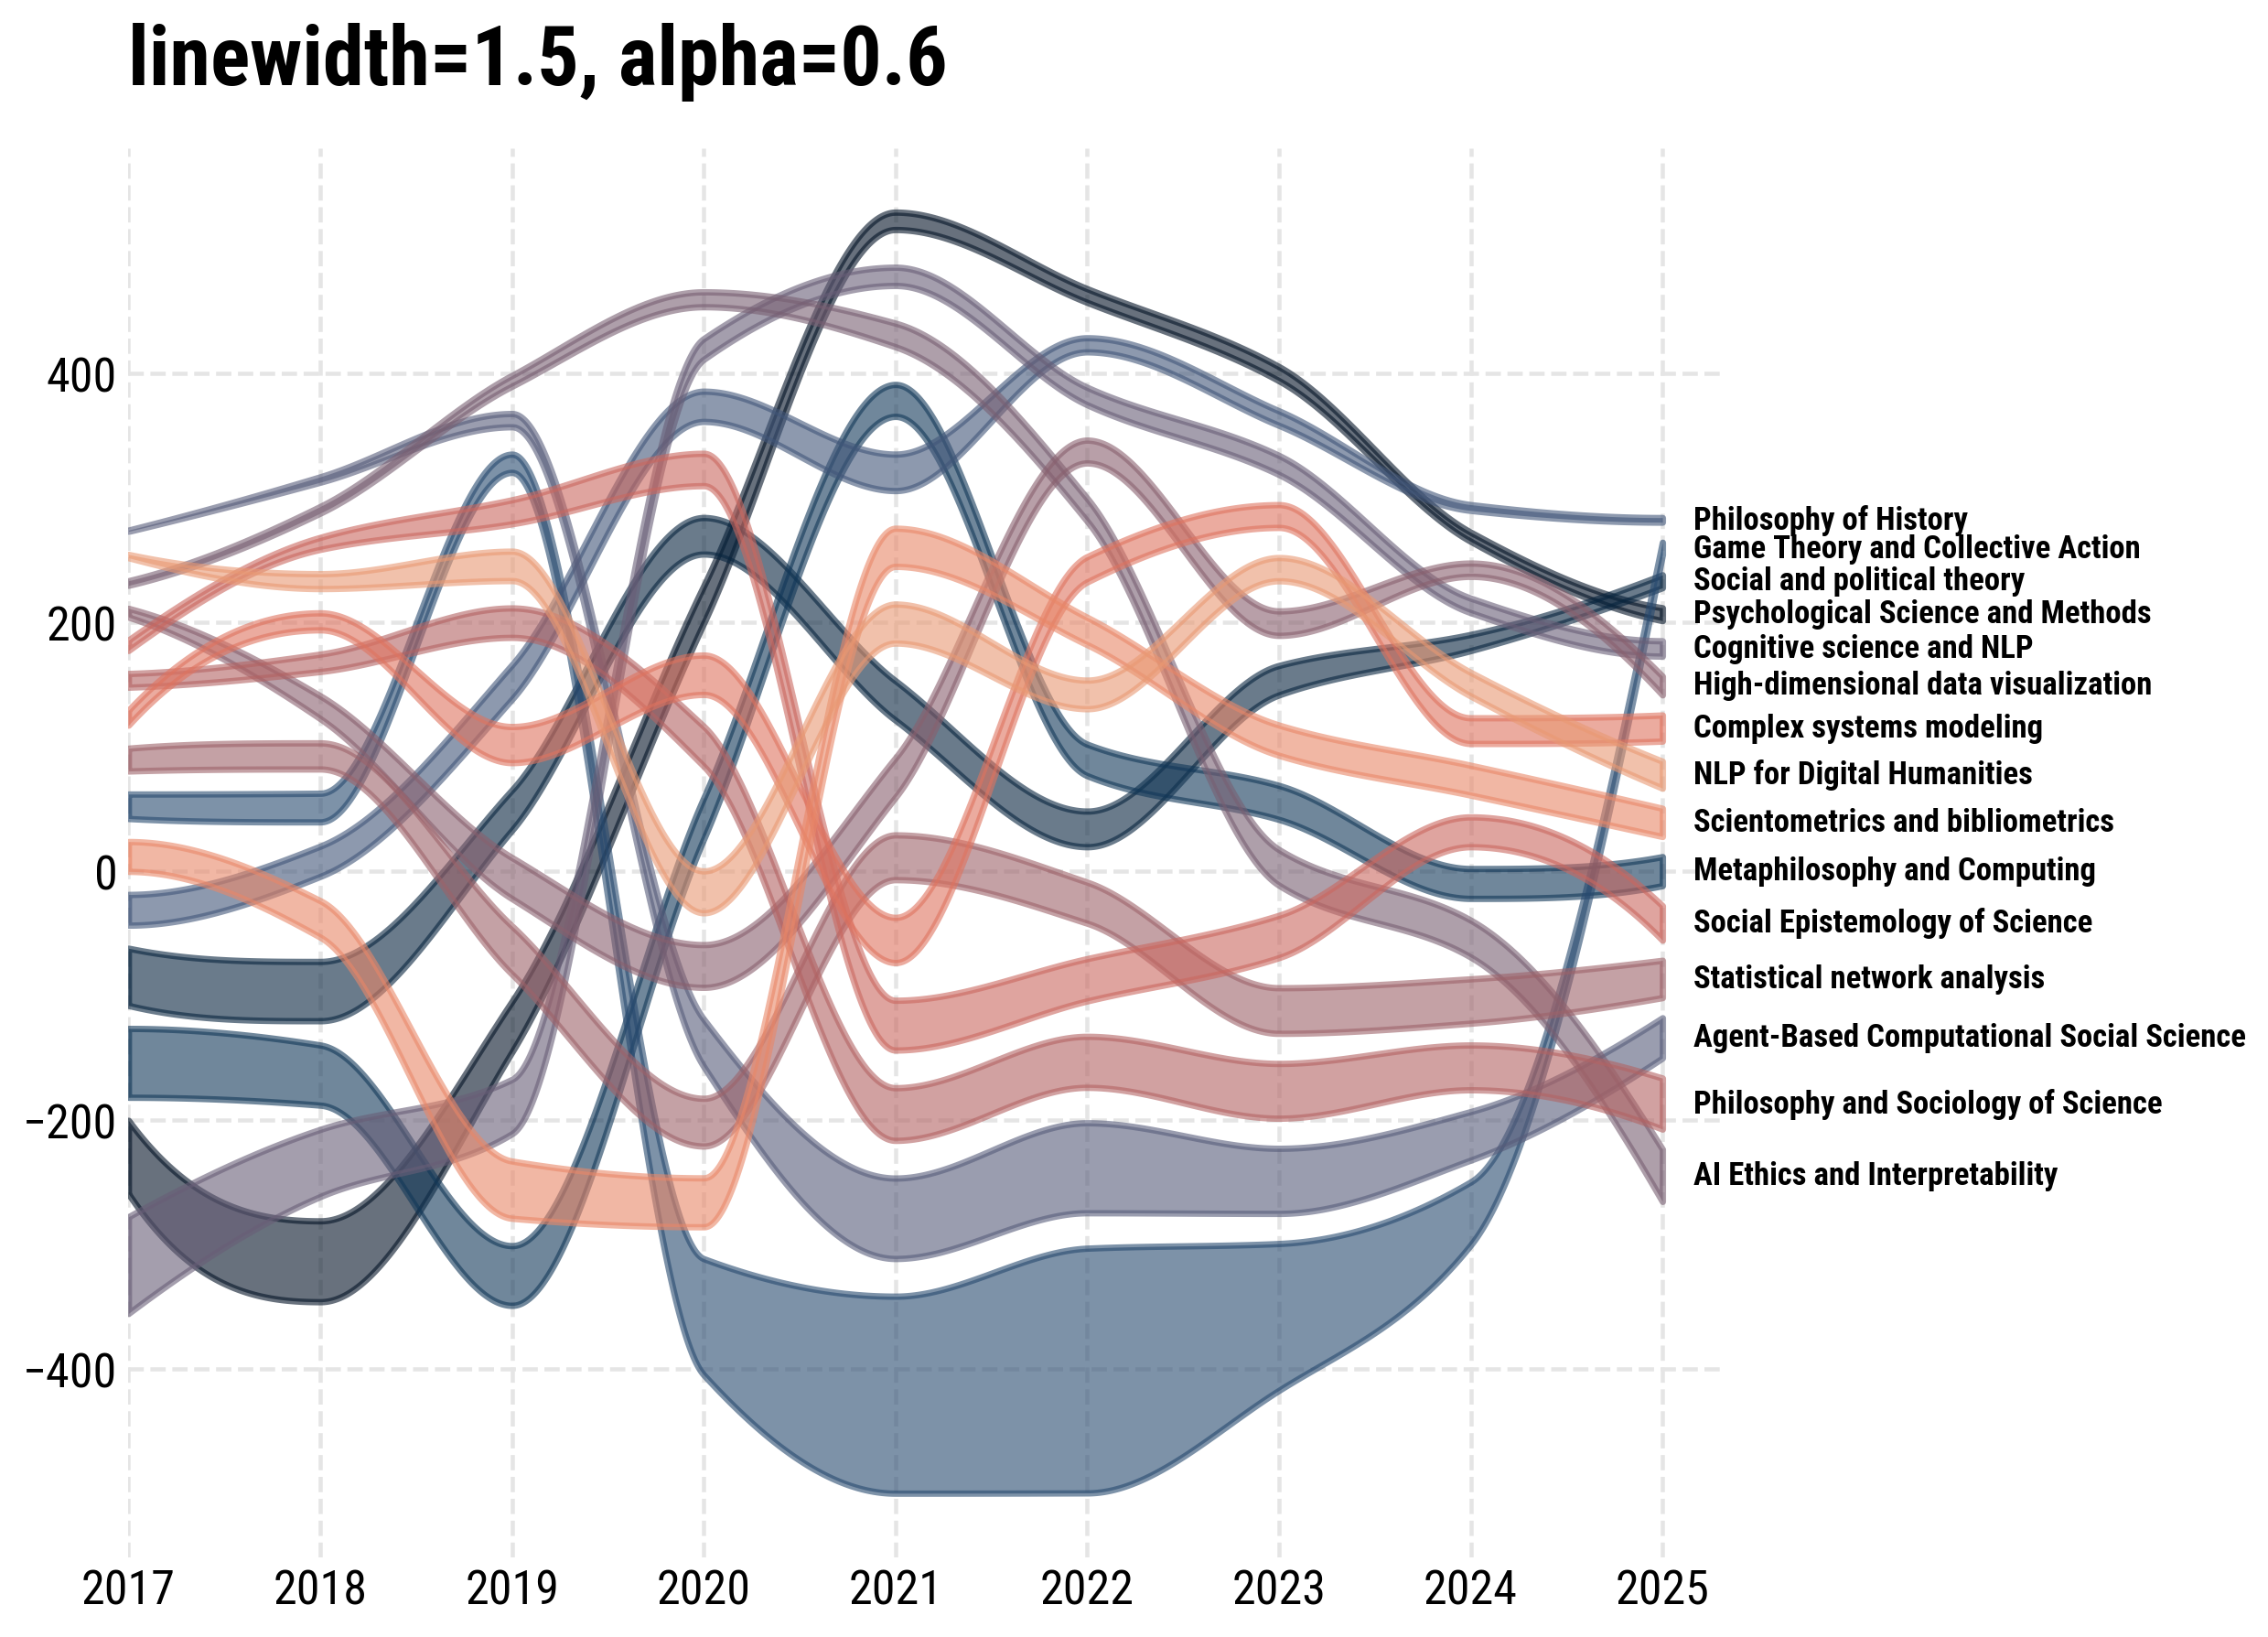 linewidth=1.5, alpha=0.6
400
200
0
−200
−400
Philosophy of History
Game Theory and Collective Action
Social and political theory
Psychological Science and Methods
Cognitive science and NLP
High-dimensional data visualization
Complex systems modeling
NLP for Digital Humanities
Scientometrics and bibliometrics
Metaphilosophy and Computing
Social Epistemology of Science
Statistical network analysis
Agent-Based Computational Social Science
Philosophy and Sociology of Science
AI Ethics and Interpretability
2017 2018 2019 2020 2021 2022 2023 2024 2025